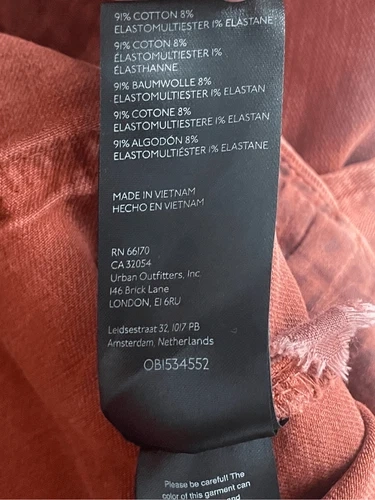 91% COTTON 8%
ELASTOMULTIESTER 1% ELASTANE
91% COTON 8%
ÉLASTOMULTIESTER 1%
ÉLASTHANNE
91% BAUMWOLLE 8%
ELASTOMULTIESTER 1% ELASTAN
91% COTONE 8%
ELASTOMULTIESTERE 1% ELASTAN
91% ALGODÓN 8%
ELASTOMULTIÉSTER 1% ELASTANE
MADE IN VIETNAM
HECHO EN VIETNAM
RN 66170
CA 32054
Urban Outfitters, Inc.
146 Brick Lane
LONDON, E1 6RU
Leidsestraat 32, 1017 PB
Amsterdam, Netherlands
OB1534552
Please be careful! The
color of this garment can